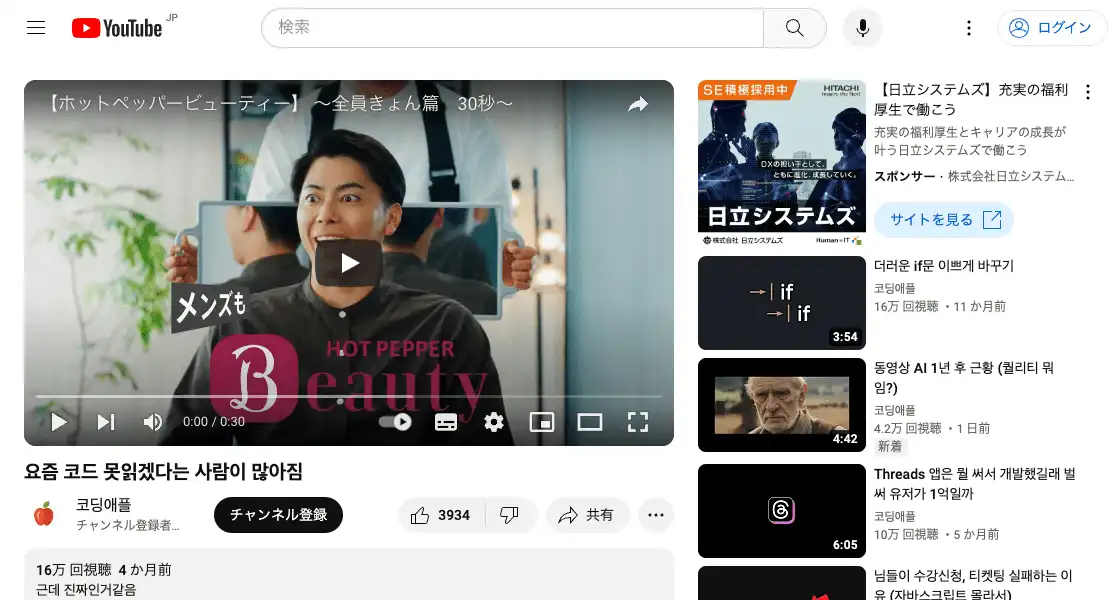 YouTube JP
検索
ログイン
【ホットペッパービューティー】 〜全員きょん篇　30秒〜
メンズも
HOT PEPPER
Beauty
0:00 / 0:30
요즘 코드 못읽겠다는 사람이 많아짐
코딩애플
チャンネル登録者...
チャンネル登録
3934
共有
16万 回視聴 4 か月前
근데 진짜인거같음
SE積極採用中
HITACHI
Inspire the Next
DXの担い手として、
ともに進化、成長していく。
日立システムズ
株式会社 日立システムズ
Human * IT
【日立システムズ】充実の福利
厚生で働こう
充実の福利厚生とキャリアの成長が
叶う日立システムズで働こう
スポンサー · 株式会社日立システム...
サイトを見る
if
if
3:54
더러운 if문 이쁘게 바꾸기
코딩애플
16万 回視聴 ・11 か月前
4:42
동영상 AI 1년 후 근황 (퀄리티 뭐
임?)
코딩애플
4.2万 回視聴 ・1 日前
新着
6:05
Threads 앱은 뭘 써서 개발했길래 벌
써 유저가 1억일까
코딩애플
10万 回視聴 ・5 か月前
님들이 수강신청, 티켓팅 실패하는 이
유 (자바스크립트 몰라서)